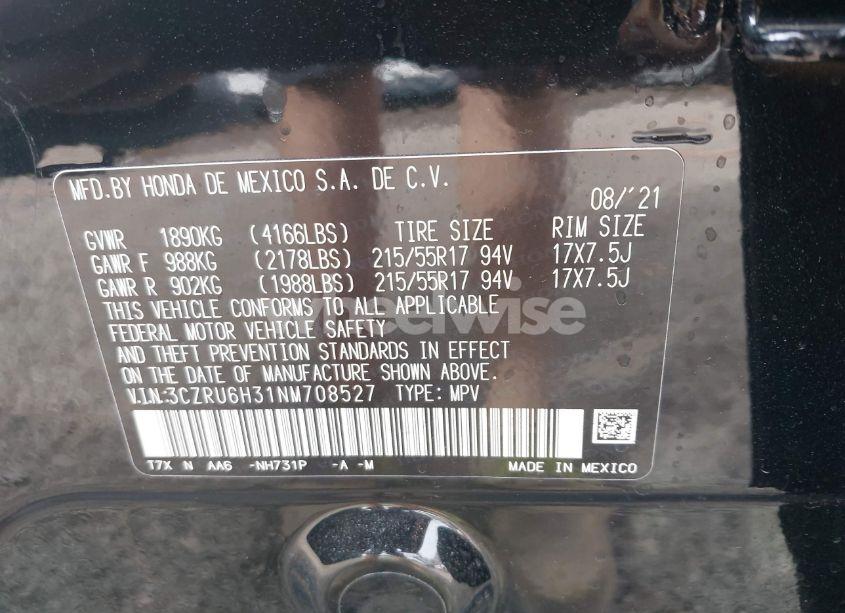 MFD.BY HONDA DE MEXICO S.A. DE C.V.
08/'21
GVWR 1890KG (4166LBS) TIRE SIZE RIM SIZE
GAWR F 988KG (2178LBS) 215/55R17 94V 17X7.5J
GAWR R 902KG (1988LBS) 215/55R17 94V 17X7.5J
THIS VEHICLE CONFORMS TO ALL APPLICABLE
FEDERAL MOTOR VEHICLE SAFETY
AND THEFT PREVENTION STANDARDS IN EFFECT
ON THE DATE OF MANUFACTURE SHOWN ABOVE.
V.I.N:3CZRU6H31NM708527 TYPE: MPV
T7X N AA6 -NH731P -A -M MADE IN MEXICO
wheelwise